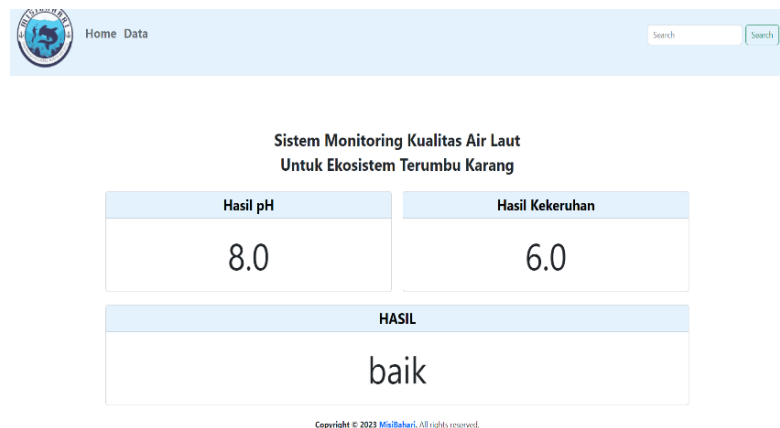 MISIBAHARI
Home Data
Search
Search
Sistem Monitoring Kualitas Air Laut
Untuk Ekosistem Terumbu Karang
Hasil pH
Hasil Kekeruhan
8.0
6.0
HASIL
baik
Copyright © 2023 MisiBahari. All rights reserved.